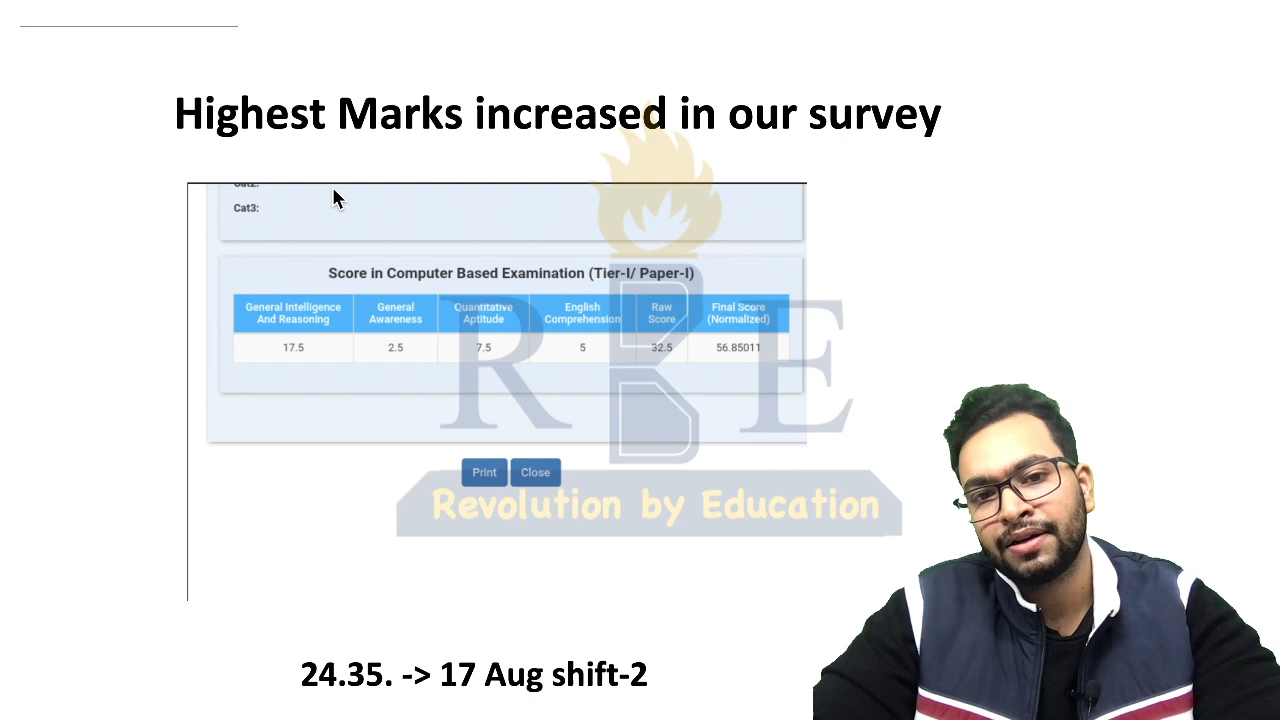 Highest Marks increased in our survey
Cat2:
Cat3:
Score in Computer Based Examination (Tier-I/ Paper-I)
General Intelligence And Reasoning General Awareness Quantitative Aptitude English Comprehension Raw Score Final Score (Normalized)
17.5 2.5 7.5 5 32.5 56.85011
RBE
Print Close
Revolution by Education
24.35. -> 17 Aug shift-2